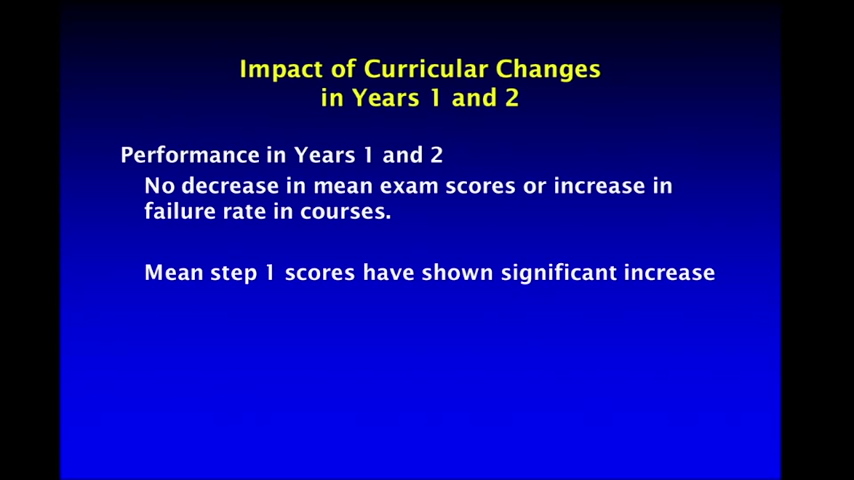 Impact of Curricular Changes
in Years 1 and 2
Performance in Years 1 and 2
No decrease in mean exam scores or increase in
failure rate in courses.
Mean step 1 scores have shown significant increase